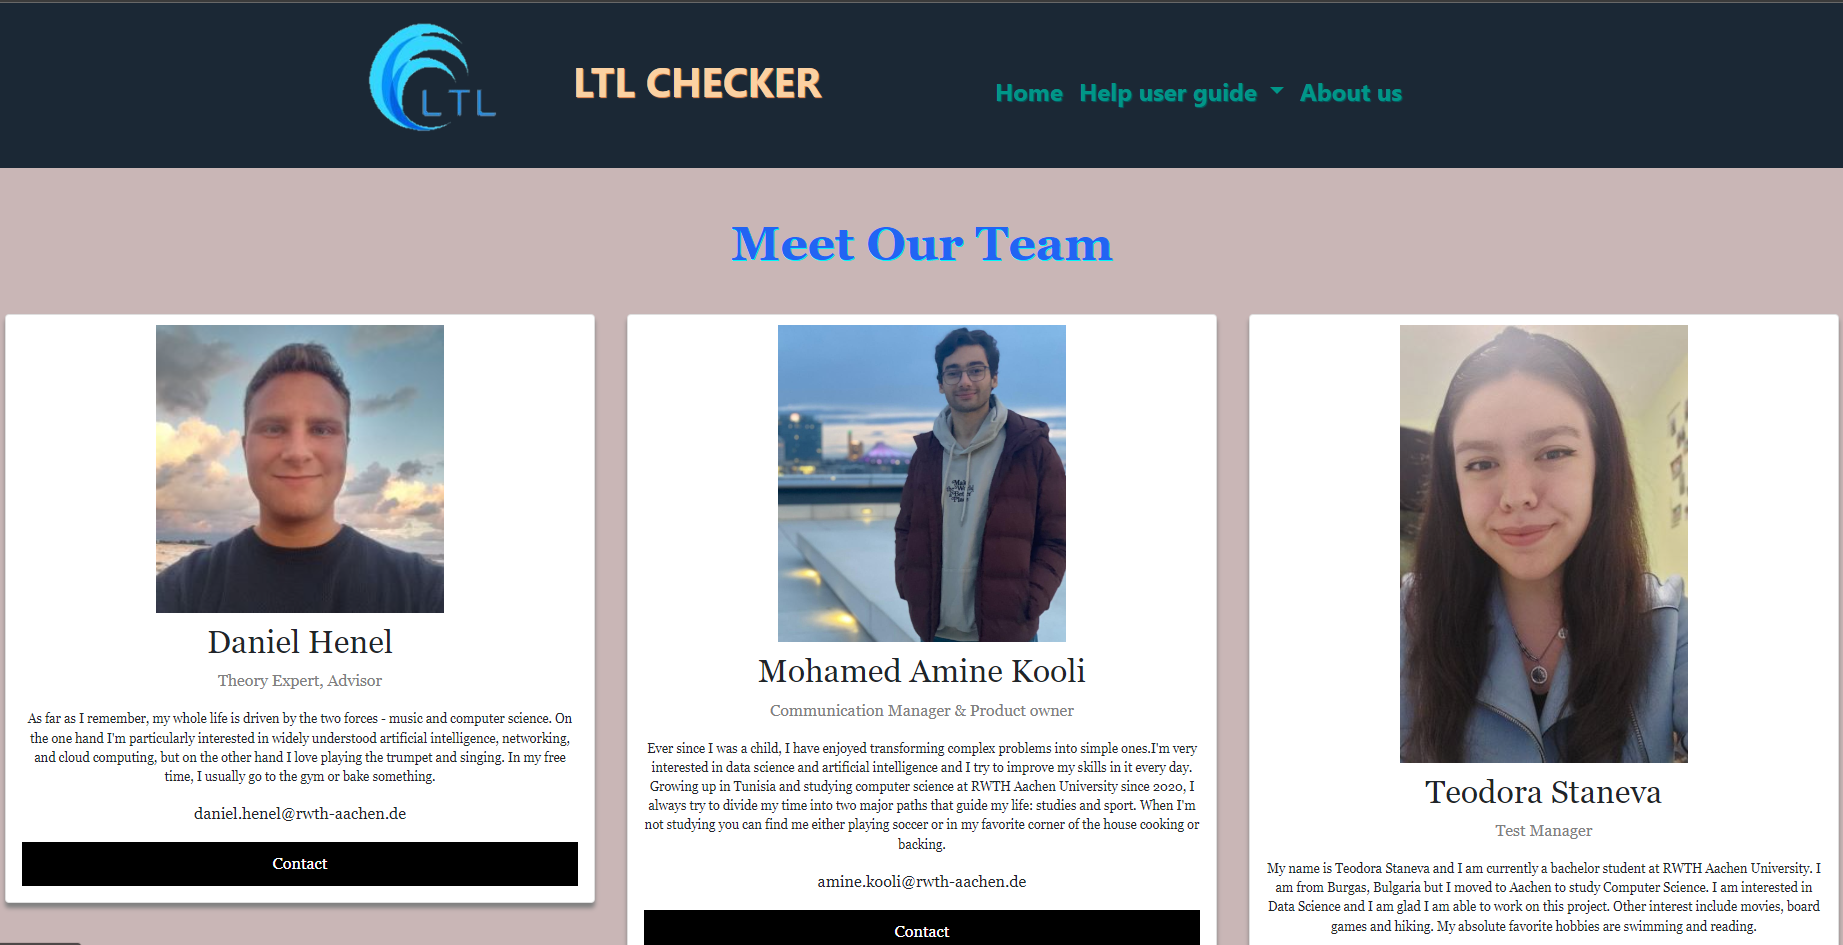 LTL
LTL CHECKER
Home Help user guide About us
Meet Our Team
Daniel Henel
Theory Expert, Advisor
As far as I remember, my whole life is driven by the two forces - music and computer science. On
the one hand I'm particularly interested in widely understood artificial intelligence, networking,
and cloud computing, but on the other hand I love playing the trumpet and singing. In my free
time, I usually go to the gym or bake something.
daniel.henel@rwth-aachen.de
Contact
Make
the World
a Better
Place
Mohamed Amine Kooli
Communication Manager & Product owner
Ever since I was a child, I have enjoyed transforming complex problems into simple ones.I'm very
interested in data science and artificial intelligence and I try to improve my skills in it every day.
Growing up in Tunisia and studying computer science at RWTH Aachen University since 2020, I
always try to divide my time into two major paths that guide my life: studies and sport. When I'm
not studying you can find me either playing soccer or in my favorite corner of the house cooking or
backing.
amine.kooli@rwth-aachen.de
Contact
Teodora Staneva
Test Manager
My name is Teodora Staneva and I am currently a bachelor student at RWTH Aachen University. I
am from Burgas, Bulgaria but I moved to Aachen to study Computer Science. I am interested in
Data Science and I am glad I am able to work on this project. Other interest include movies, board
games and hiking. My absolute favorite hobbies are swimming and reading.